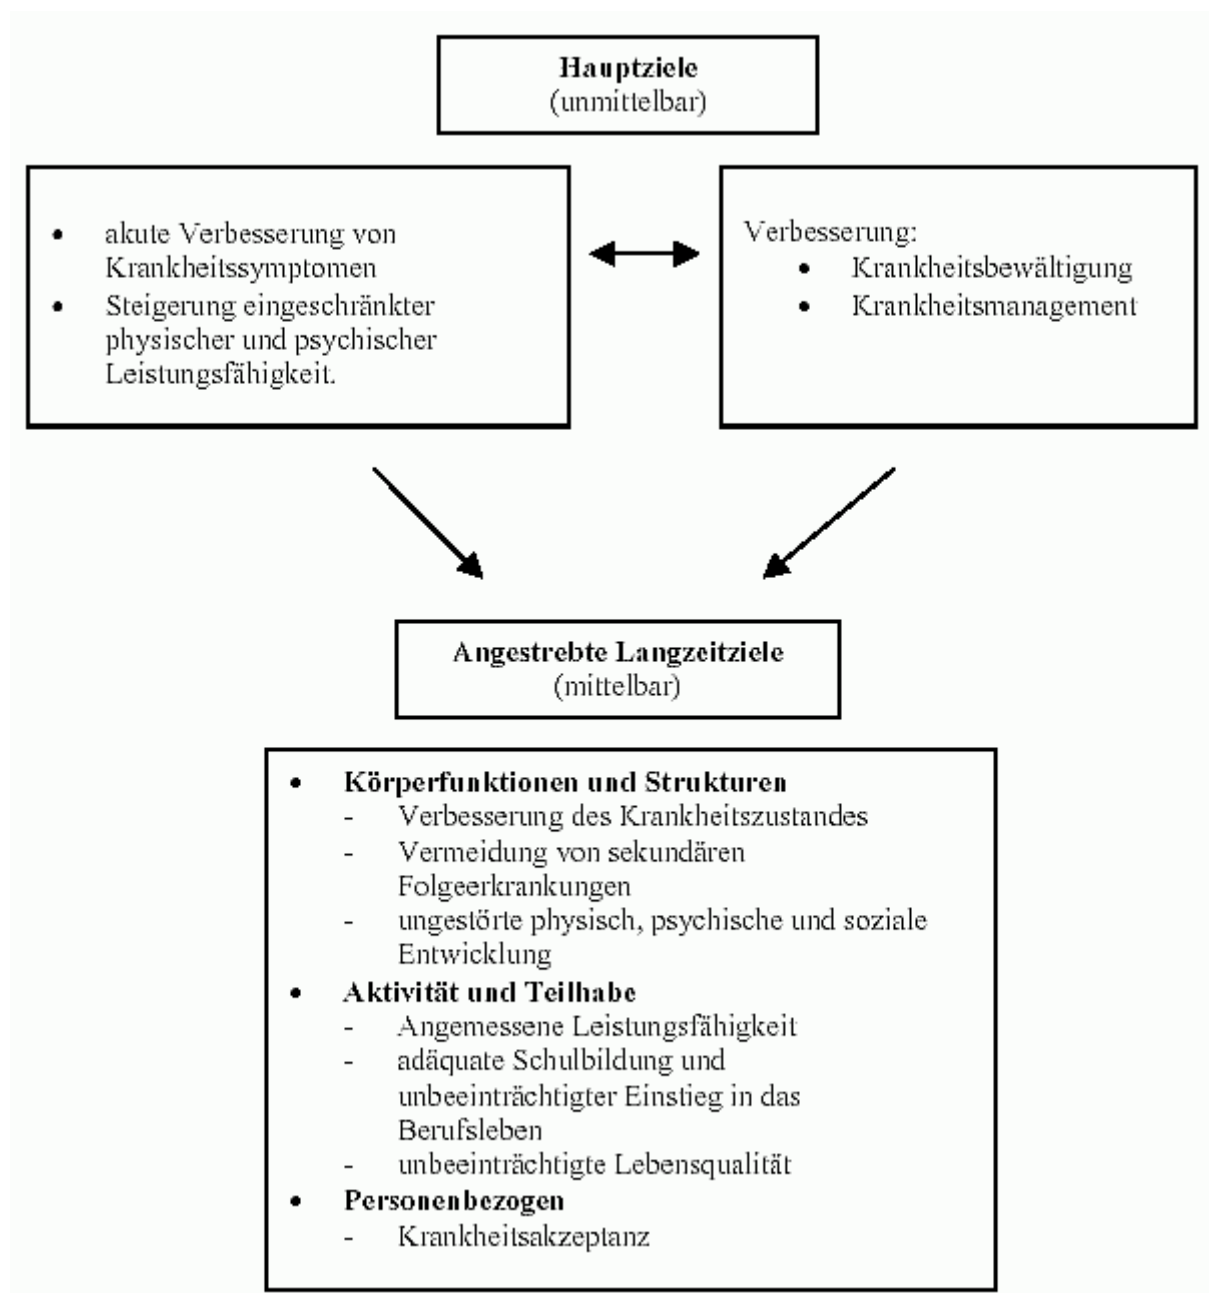 Hauptziele
(unmittelbar)
• akute Verbesserung von
Krankheitssymptomen
• Steigerung eingeschränkter
physischer und psychischer
Leistungsfähigkeit.
Verbesserung:
• Krankheitsbewältigung
• Krankheitsmanagement
Angestrebte Langzeitziele
(mittelbar)
• Körperfunktionen und Strukturen
- Verbesserung des Krankheitszustandes
- Vermeidung von sekundären
Folgeerkrankungen
- ungestörte physisch, psychische und soziale
Entwicklung
• Aktivität und Teilhabe
- Angemessene Leistungsfähigkeit
- adäquate Schulbildung und
unbeeinträchtigter Einstieg in das
Berufsleben
- unbeeinträchtigte Lebensqualität
• Personenbezogen
- Krankheitsakzeptanz